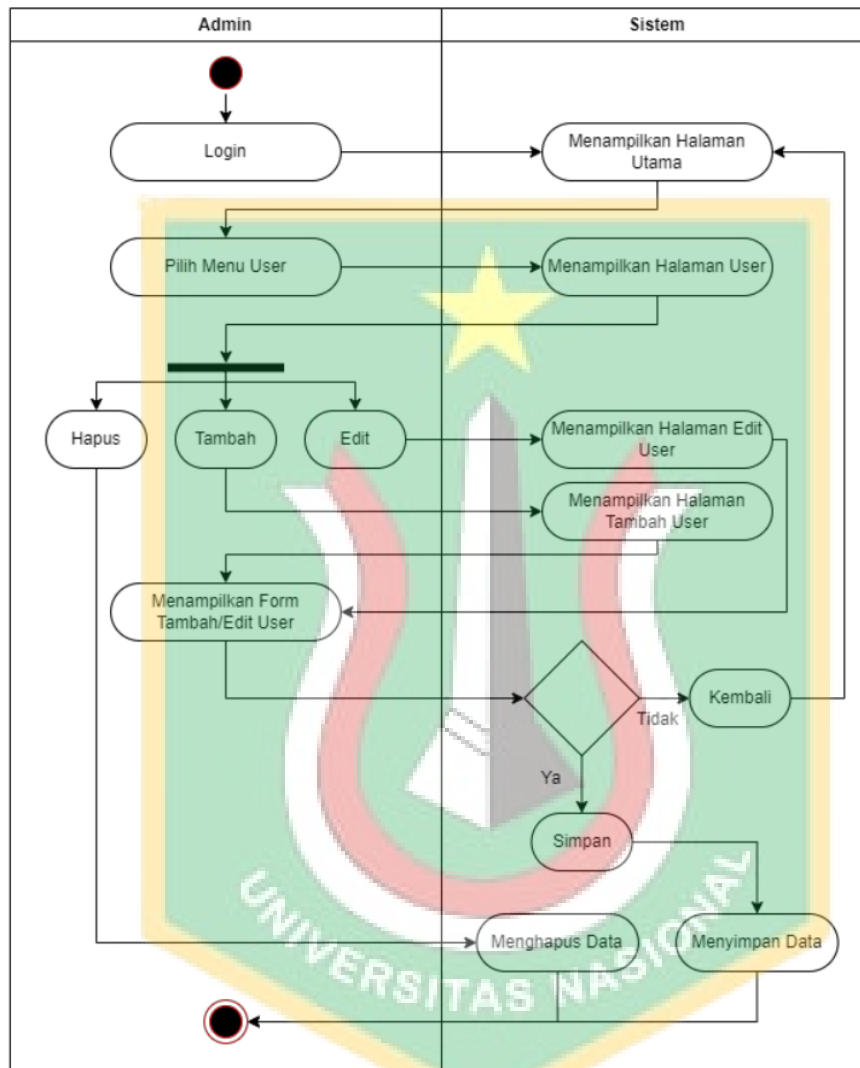 Admin
Sistem
Login
Menampilkan Halaman
Utama
Pilih Menu User
Menampilkan Halaman User
Hapus
Tambah
Edit
Menampilkan Halaman Edit
User
Menampilkan Halaman
Tambah User
Menampilkan Form
Tambah/Edit User
Tidak
Kembali
Ya
Simpan
Menghapus Data
Menyimpan Data
UNIVERSITAS NASIONAL